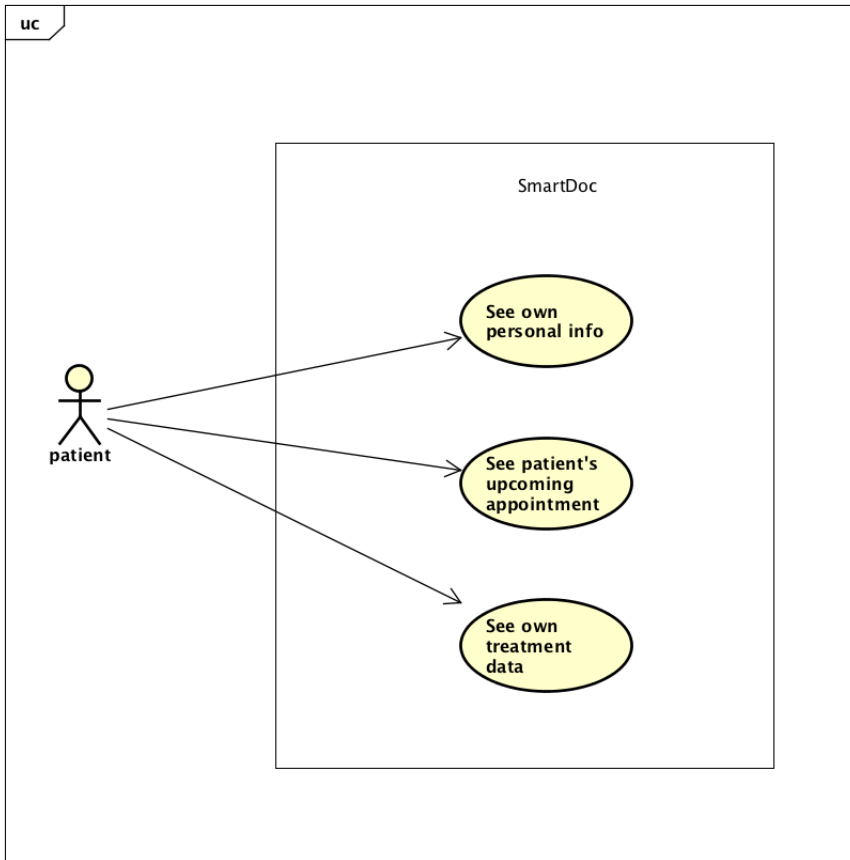 uc
SmartDoc
See own
personal info
patient
See patient's
upcoming
appointment
See own
treatment
data